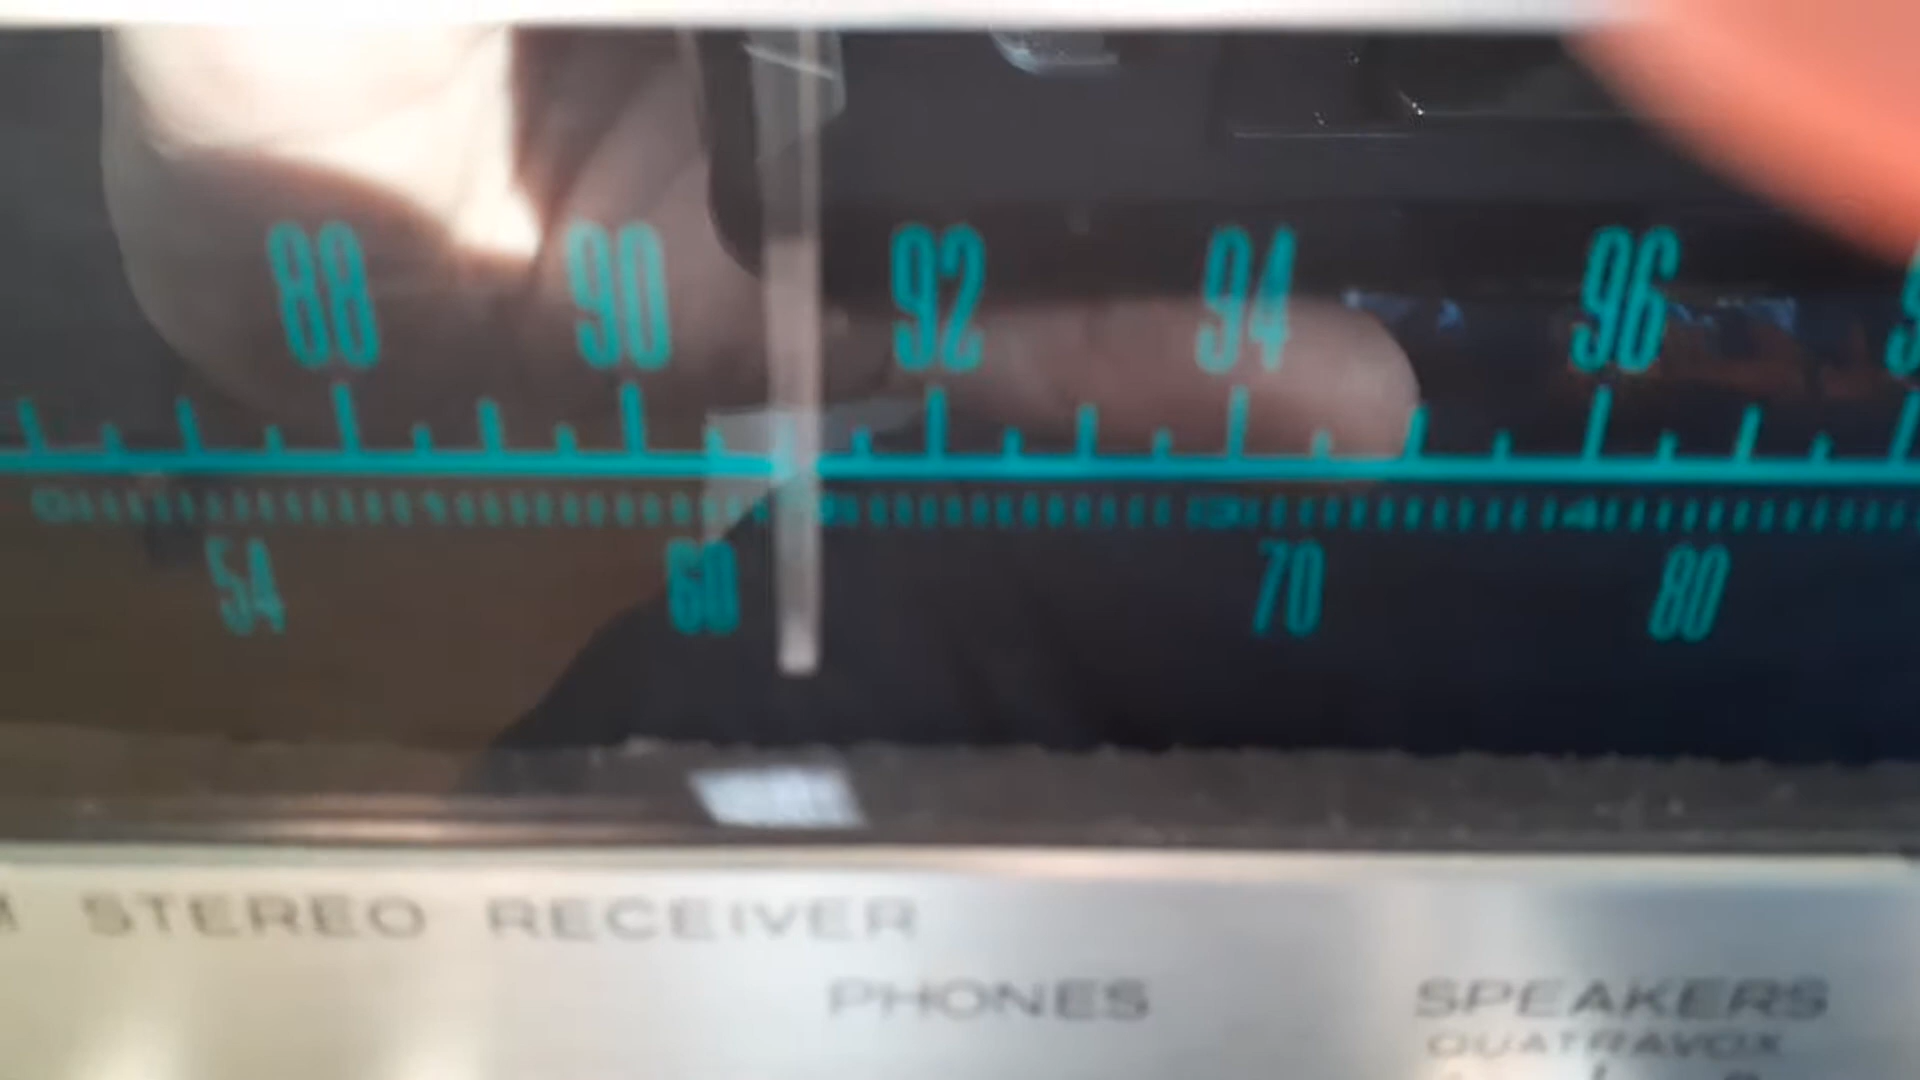 88 90 92 94 96
54 60 70 80
STEREO RECEIVER
PHONES
SPEAKERS
QUATRAVOX